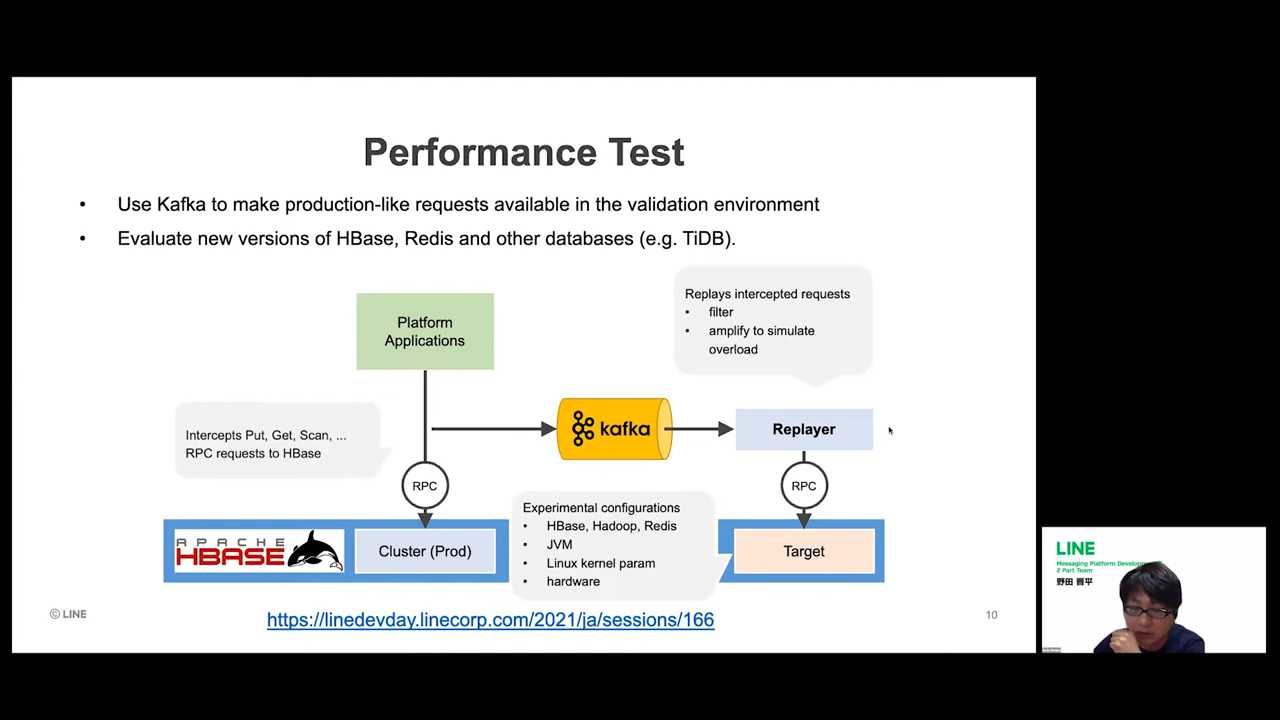 Performance Test
• Use Kafka to make production-like requests available in the validation environment
• Evaluate new versions of HBase, Redis and other databases (e.g. TiDB).
Replays intercepted requests
• filter
• amplify to simulate
overload
Platform
Applications
Intercepts Put, Get, Scan, ...
RPC requests to HBase
kafka
Replayer
RPC
RPC
Experimental configurations
• HBase, Hadoop, Redis
• JVM
• Linux kernel param
• hardware
APACHE
HBASE
Cluster (Prod)
Target
© LINE
https://linedevday.linecorp.com/2021/ja/sessions/166
10
LINE
Messaging Platform Develop
Z Part Team
野田 晋平